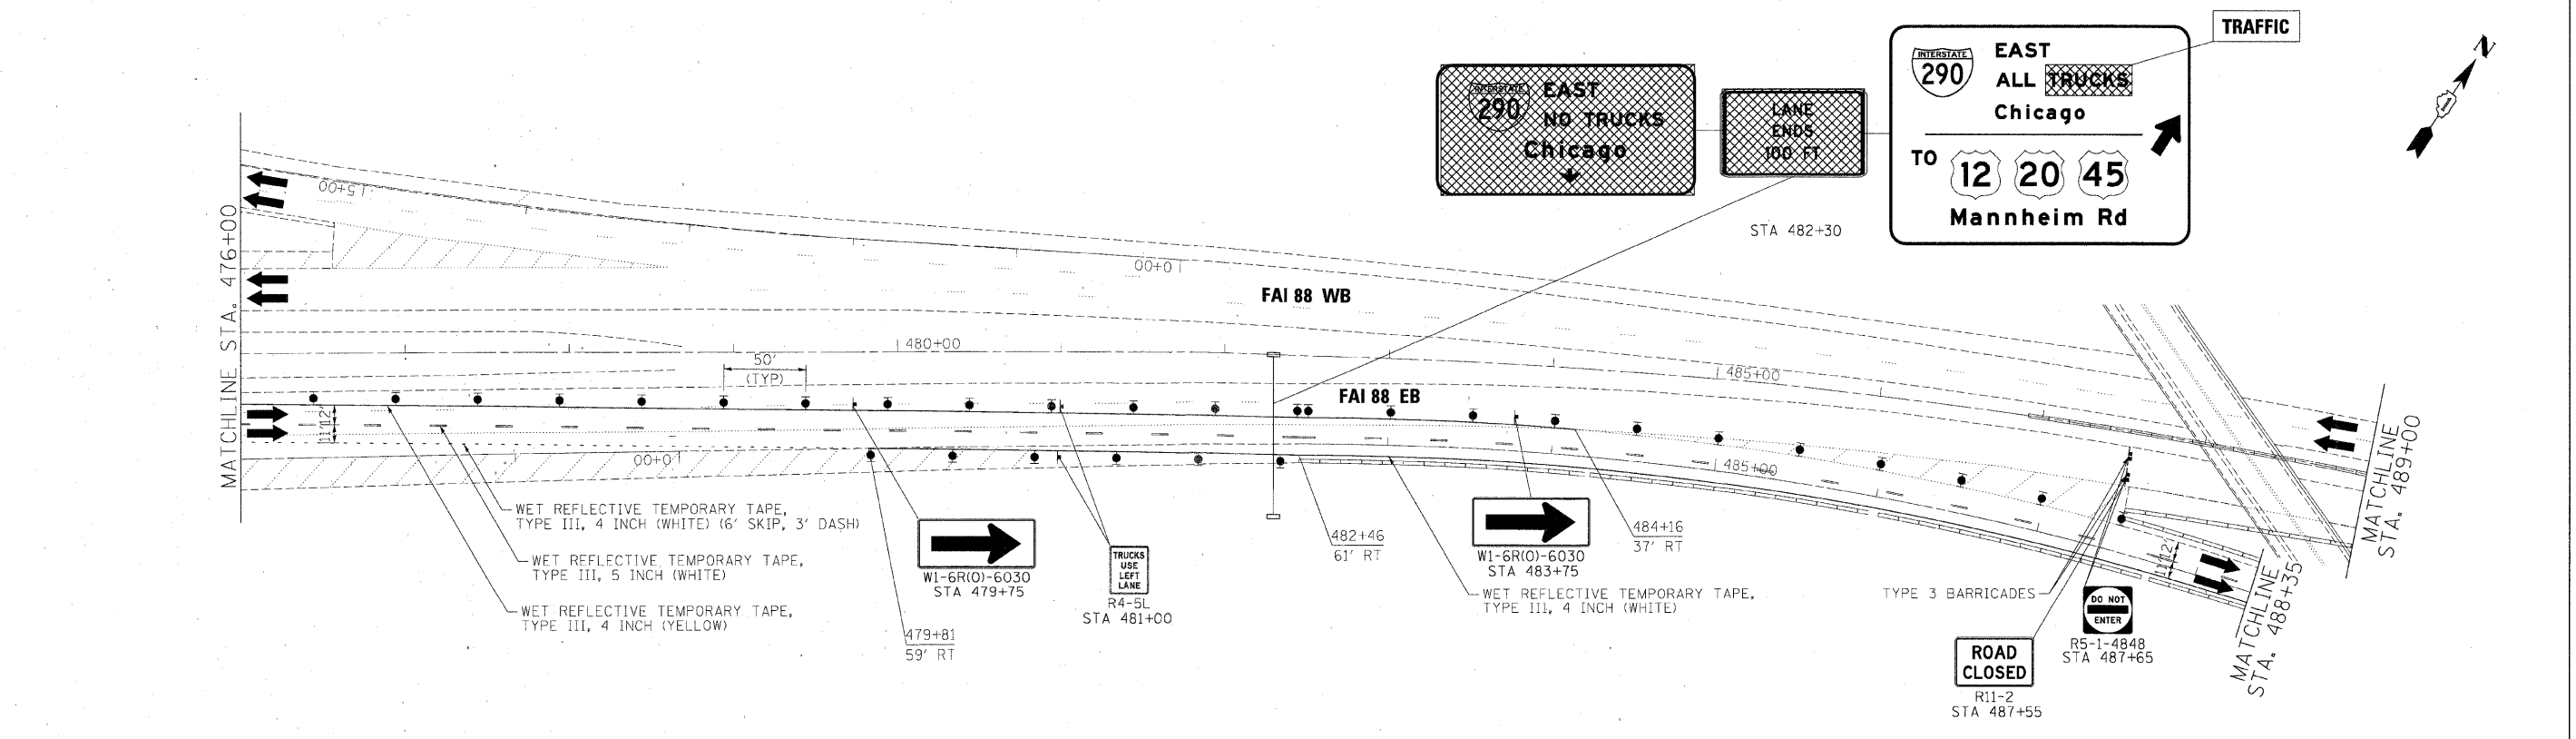 TRAFFIC
N
INTERSTATE
290
EAST
NO TRUCKS
Chicago
LANE
ENDS
100 FT
INTERSTATE
290
EAST
ALL TRUCKS
Chicago
TO
12
20
45
Mannheim Rd
STA 482+30
MATCHLINE STA. 476+00
5+00
0+00
FAI 88 WB
480+00
50'
(TYP)
FAI 88 EB
485+00
12'
11'
0+00
485+00
WET REFLECTIVE TEMPORARY TAPE,
TYPE III, 4 INCH (WHITE) (6' SKIP, 3' DASH)
WET REFLECTIVE TEMPORARY TAPE,
TYPE III, 5 INCH (WHITE)
WET REFLECTIVE TEMPORARY TAPE,
TYPE III, 4 INCH (YELLOW)
W1-6R(O)-6030
STA 479+75
479+81
59' RT
TRUCKS
USE
LEFT
LANE
R4-5L
STA 481+00
482+46
61' RT
W1-6R(O)-6030
STA 483+75
484+16
37' RT
WET REFLECTIVE TEMPORARY TAPE,
TYPE III, 4 INCH (WHITE)
TYPE 3 BARRICADES
DO NOT
ENTER
R5-1-4848
STA 487+65
ROAD
CLOSED
R11-2
STA 487+55
12'
11'
MATCHLINE
STA. 488+35
MATCHLINE
STA. 489+00